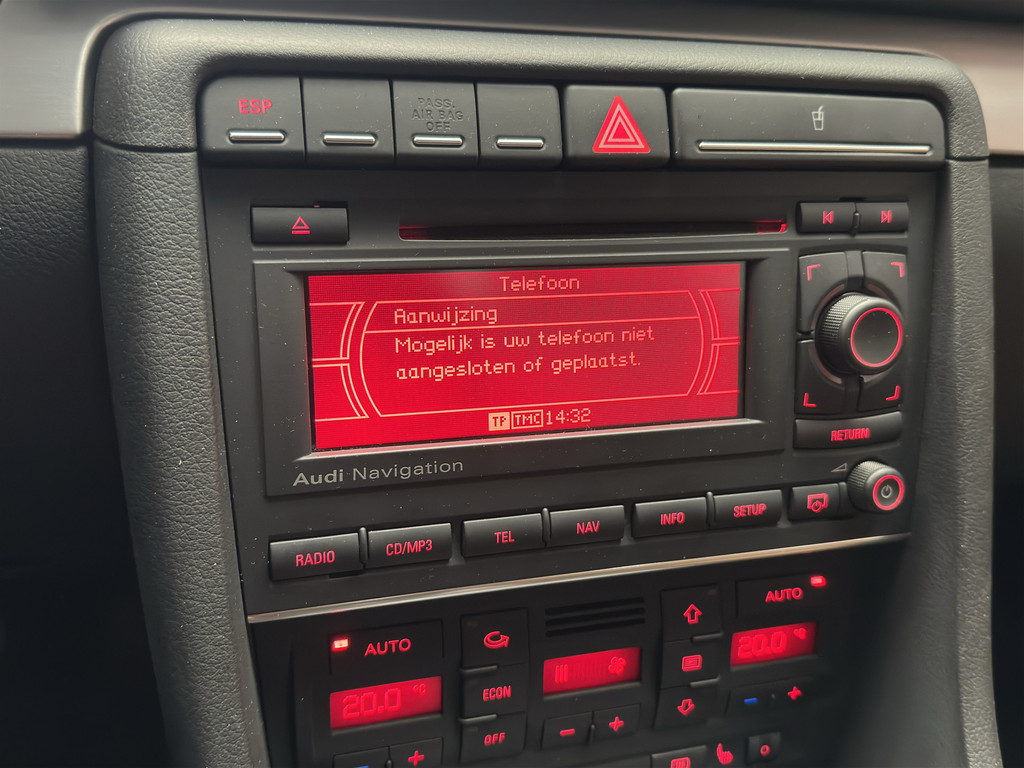 ESP
PASS.
AIR BAG
OFF
Telefoon
Aanwijzing
Mogelijk is uw telefoon niet
aangesloten of geplaatst.
TP TMC 14:32
RETURN
Audi Navigation
RADIO CD/MP3 TEL NAV INFO SETUP
AUTO AUTO
20.0 °C 20.0 °C
ECON
OFF